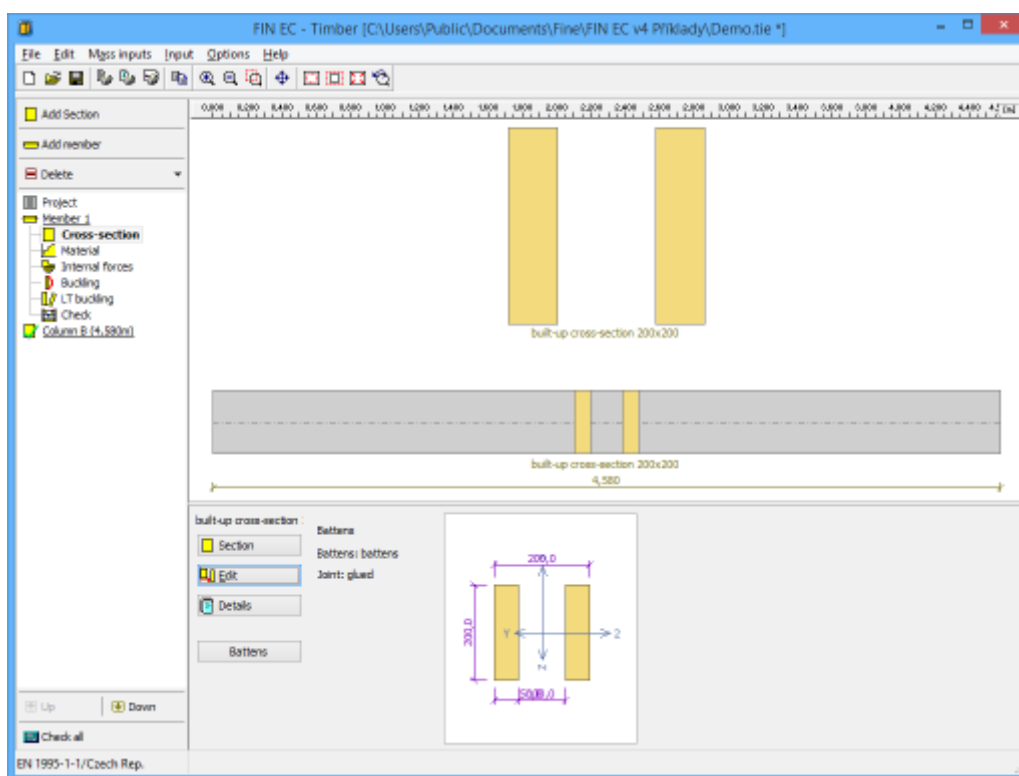 FIN EC - Timber [C:\Users\Public\Documents\Fine\FIN EC v4 Příklady\Demo.tie *]
File Edit Mass inputs Input Options Help
Add Section
Add member
Delete
Project
Member 1
Cross-section
Material
Internal forces
Buckling
LT buckling
Check
Column B (4,580m)
built-up cross-section 200x200
built-up cross-section 200x200
4,580
built-up cross-section
Section
Edit
Details
Battens
Battens
Battens: battens
Joint: glued
200,0
200,0
Y
Z
Up
Down
Check all
EN 1995-1-1/Czech Rep.